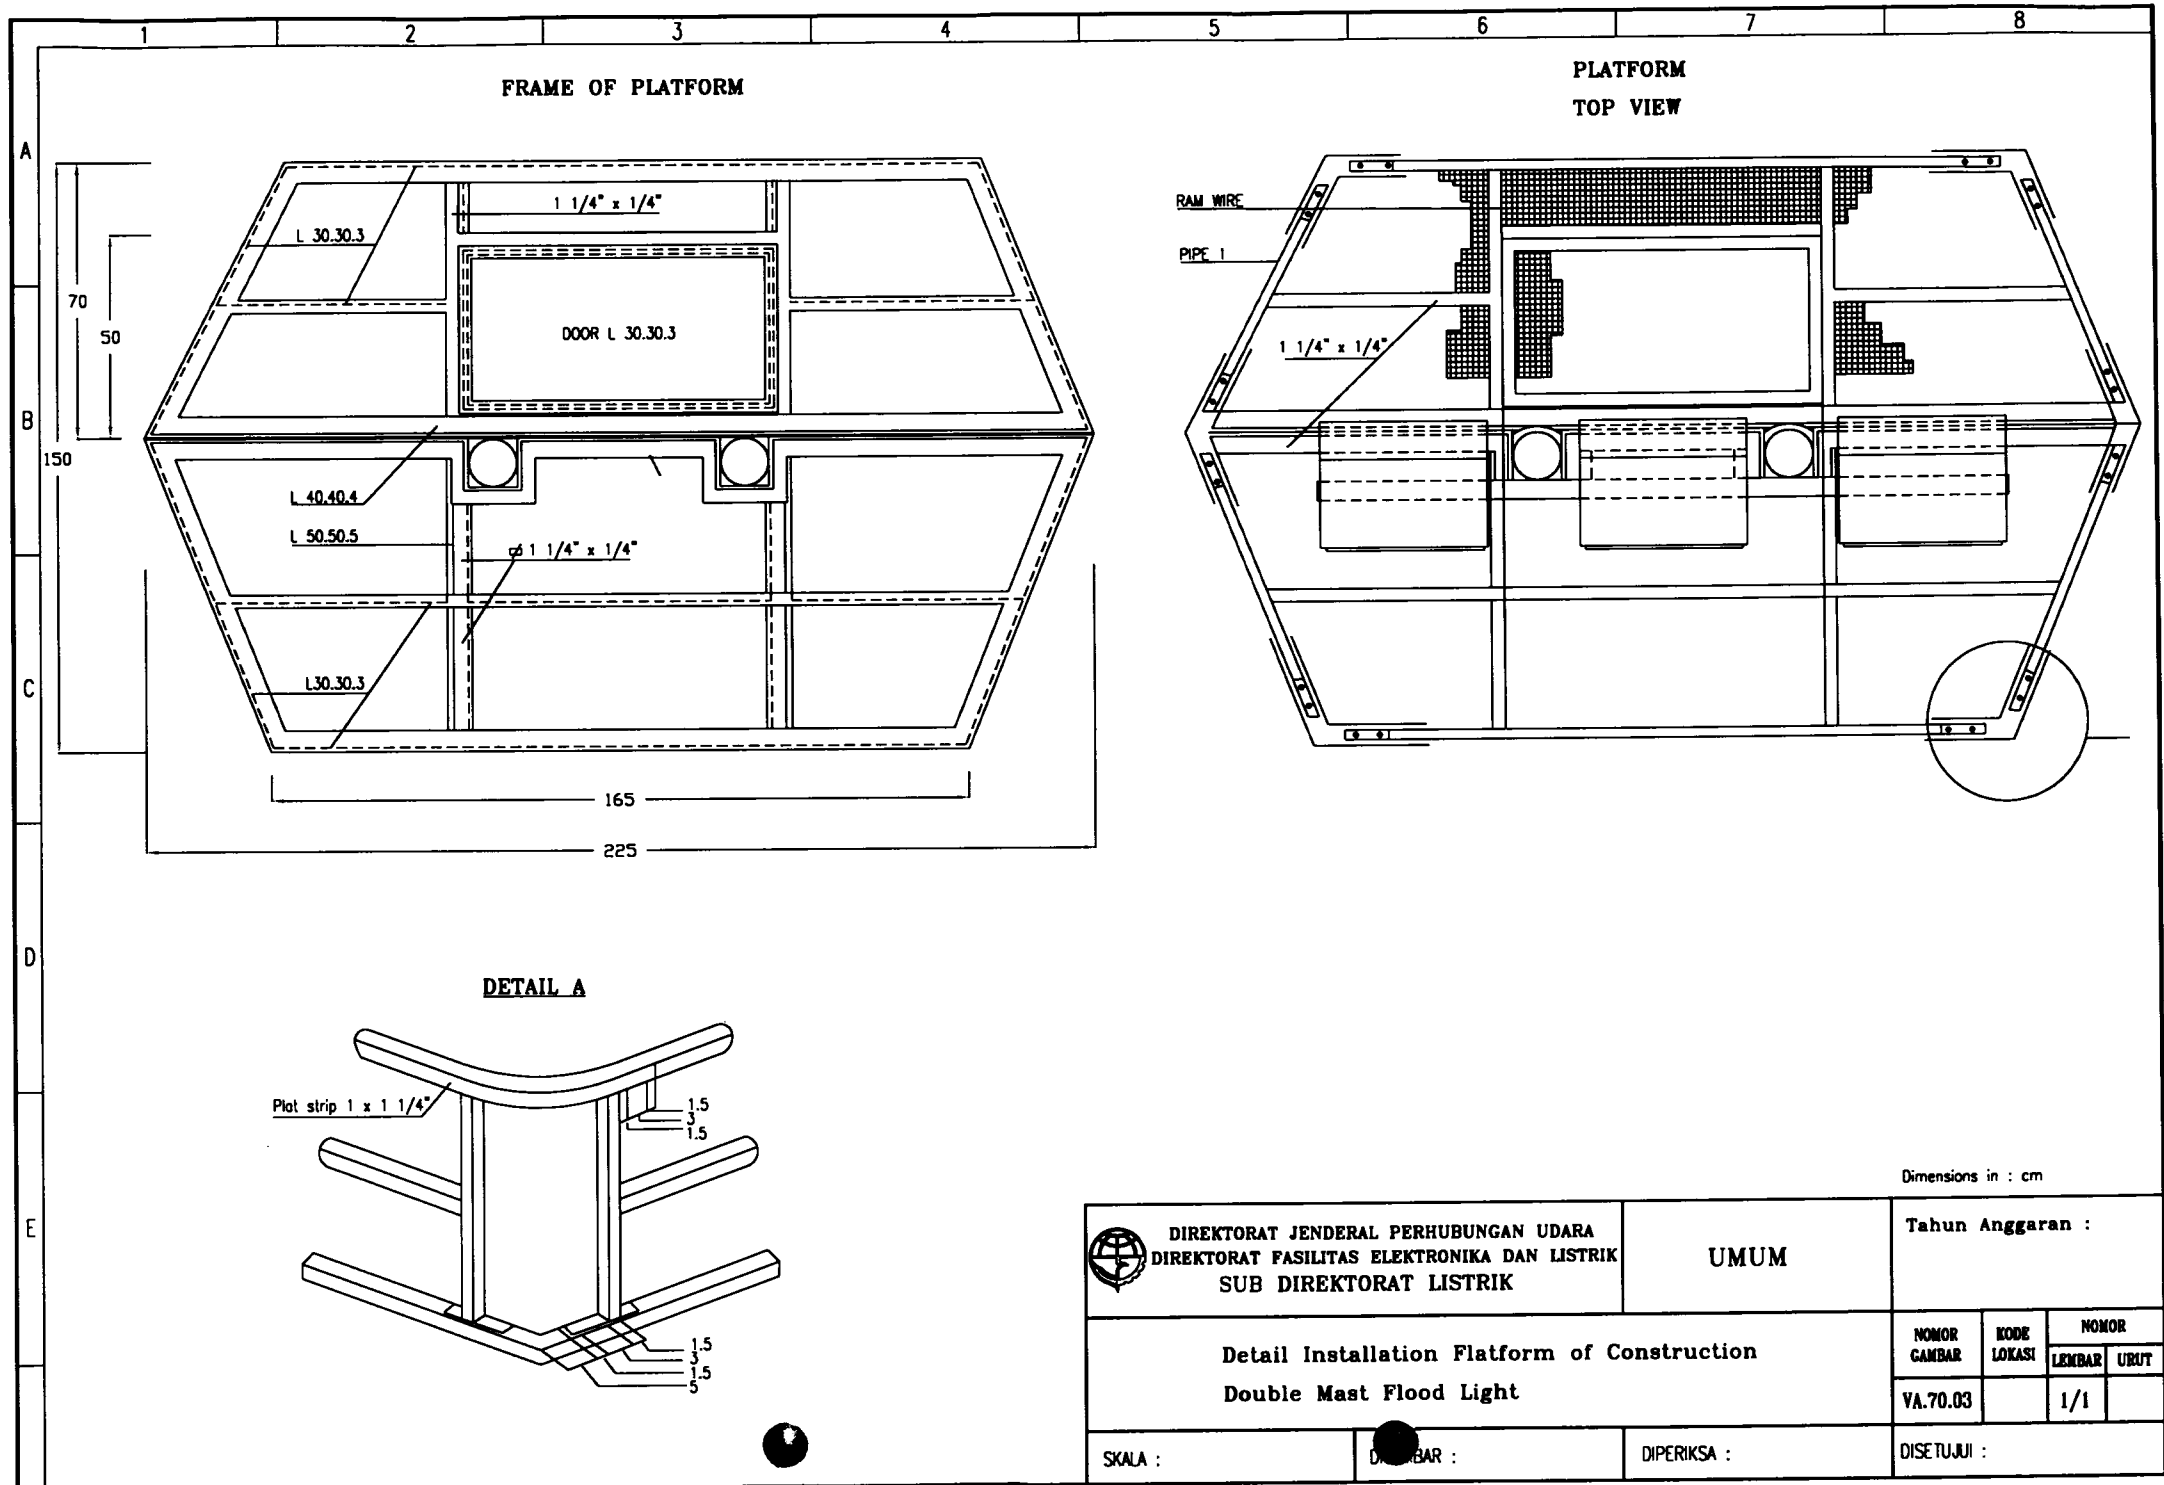 1 2 3 4 5 6 7 8
A
B
C
D
E
FRAME OF PLATFORM
1 1/4" x 1/4"
L 30.30.3
70
50
DOOR L 30.30.3
150
L 40.40.4
L 50.50.5
1 1/4" x 1/4"
L30.30.3
165
225
PLATFORM
TOP VIEW
RAM WIRE
PIPE 1
1 1/4" x 1/4"
DETAIL A
Plat strip 1 x 1 1/4"
1.5
3
1.5
1.5
3
1.5
5
Dimensions in : cm
DIREKTORAT JENDERAL PERHUBUNGAN UDARA
DIREKTORAT FASILITAS ELEKTRONIKA DAN LISTRIK
SUB DIREKTORAT LISTRIK
UMUM
Tahun Anggaran :
Detail Installation Flatform of Construction
Double Mast Flood Light
NOMOR
GAMBAR
KODE
LOKASI
NOMOR
LEMBAR URUT
VA.70.03 1/1
SKALA :
DIPERIKSA :
DISETUJUI :